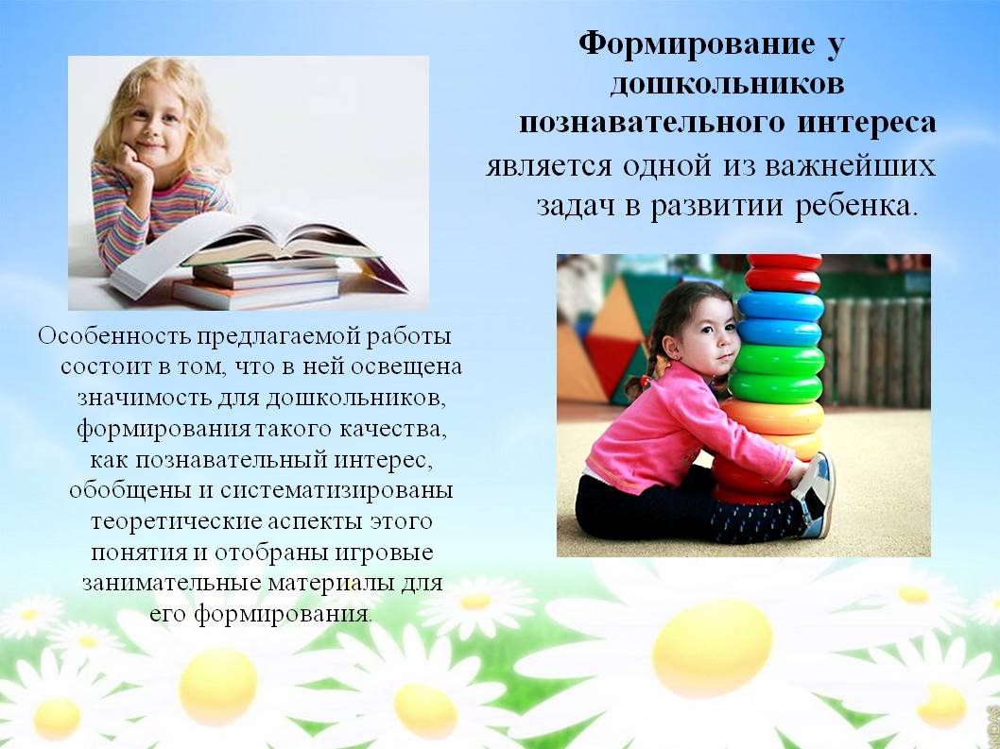 Формирование у
дошкольников
познавательного интереса
является одной из важнейших
задач в развитии ребенка.
Особенность предлагаемой работы
состоит в том, что в ней освещена
значимость для дошкольников,
формирования такого качества,
как познавательный интерес,
обобщены и систематизированы
теоретические аспекты этого
понятия и отобраны игровые
занимательные материалы для
его формирования.